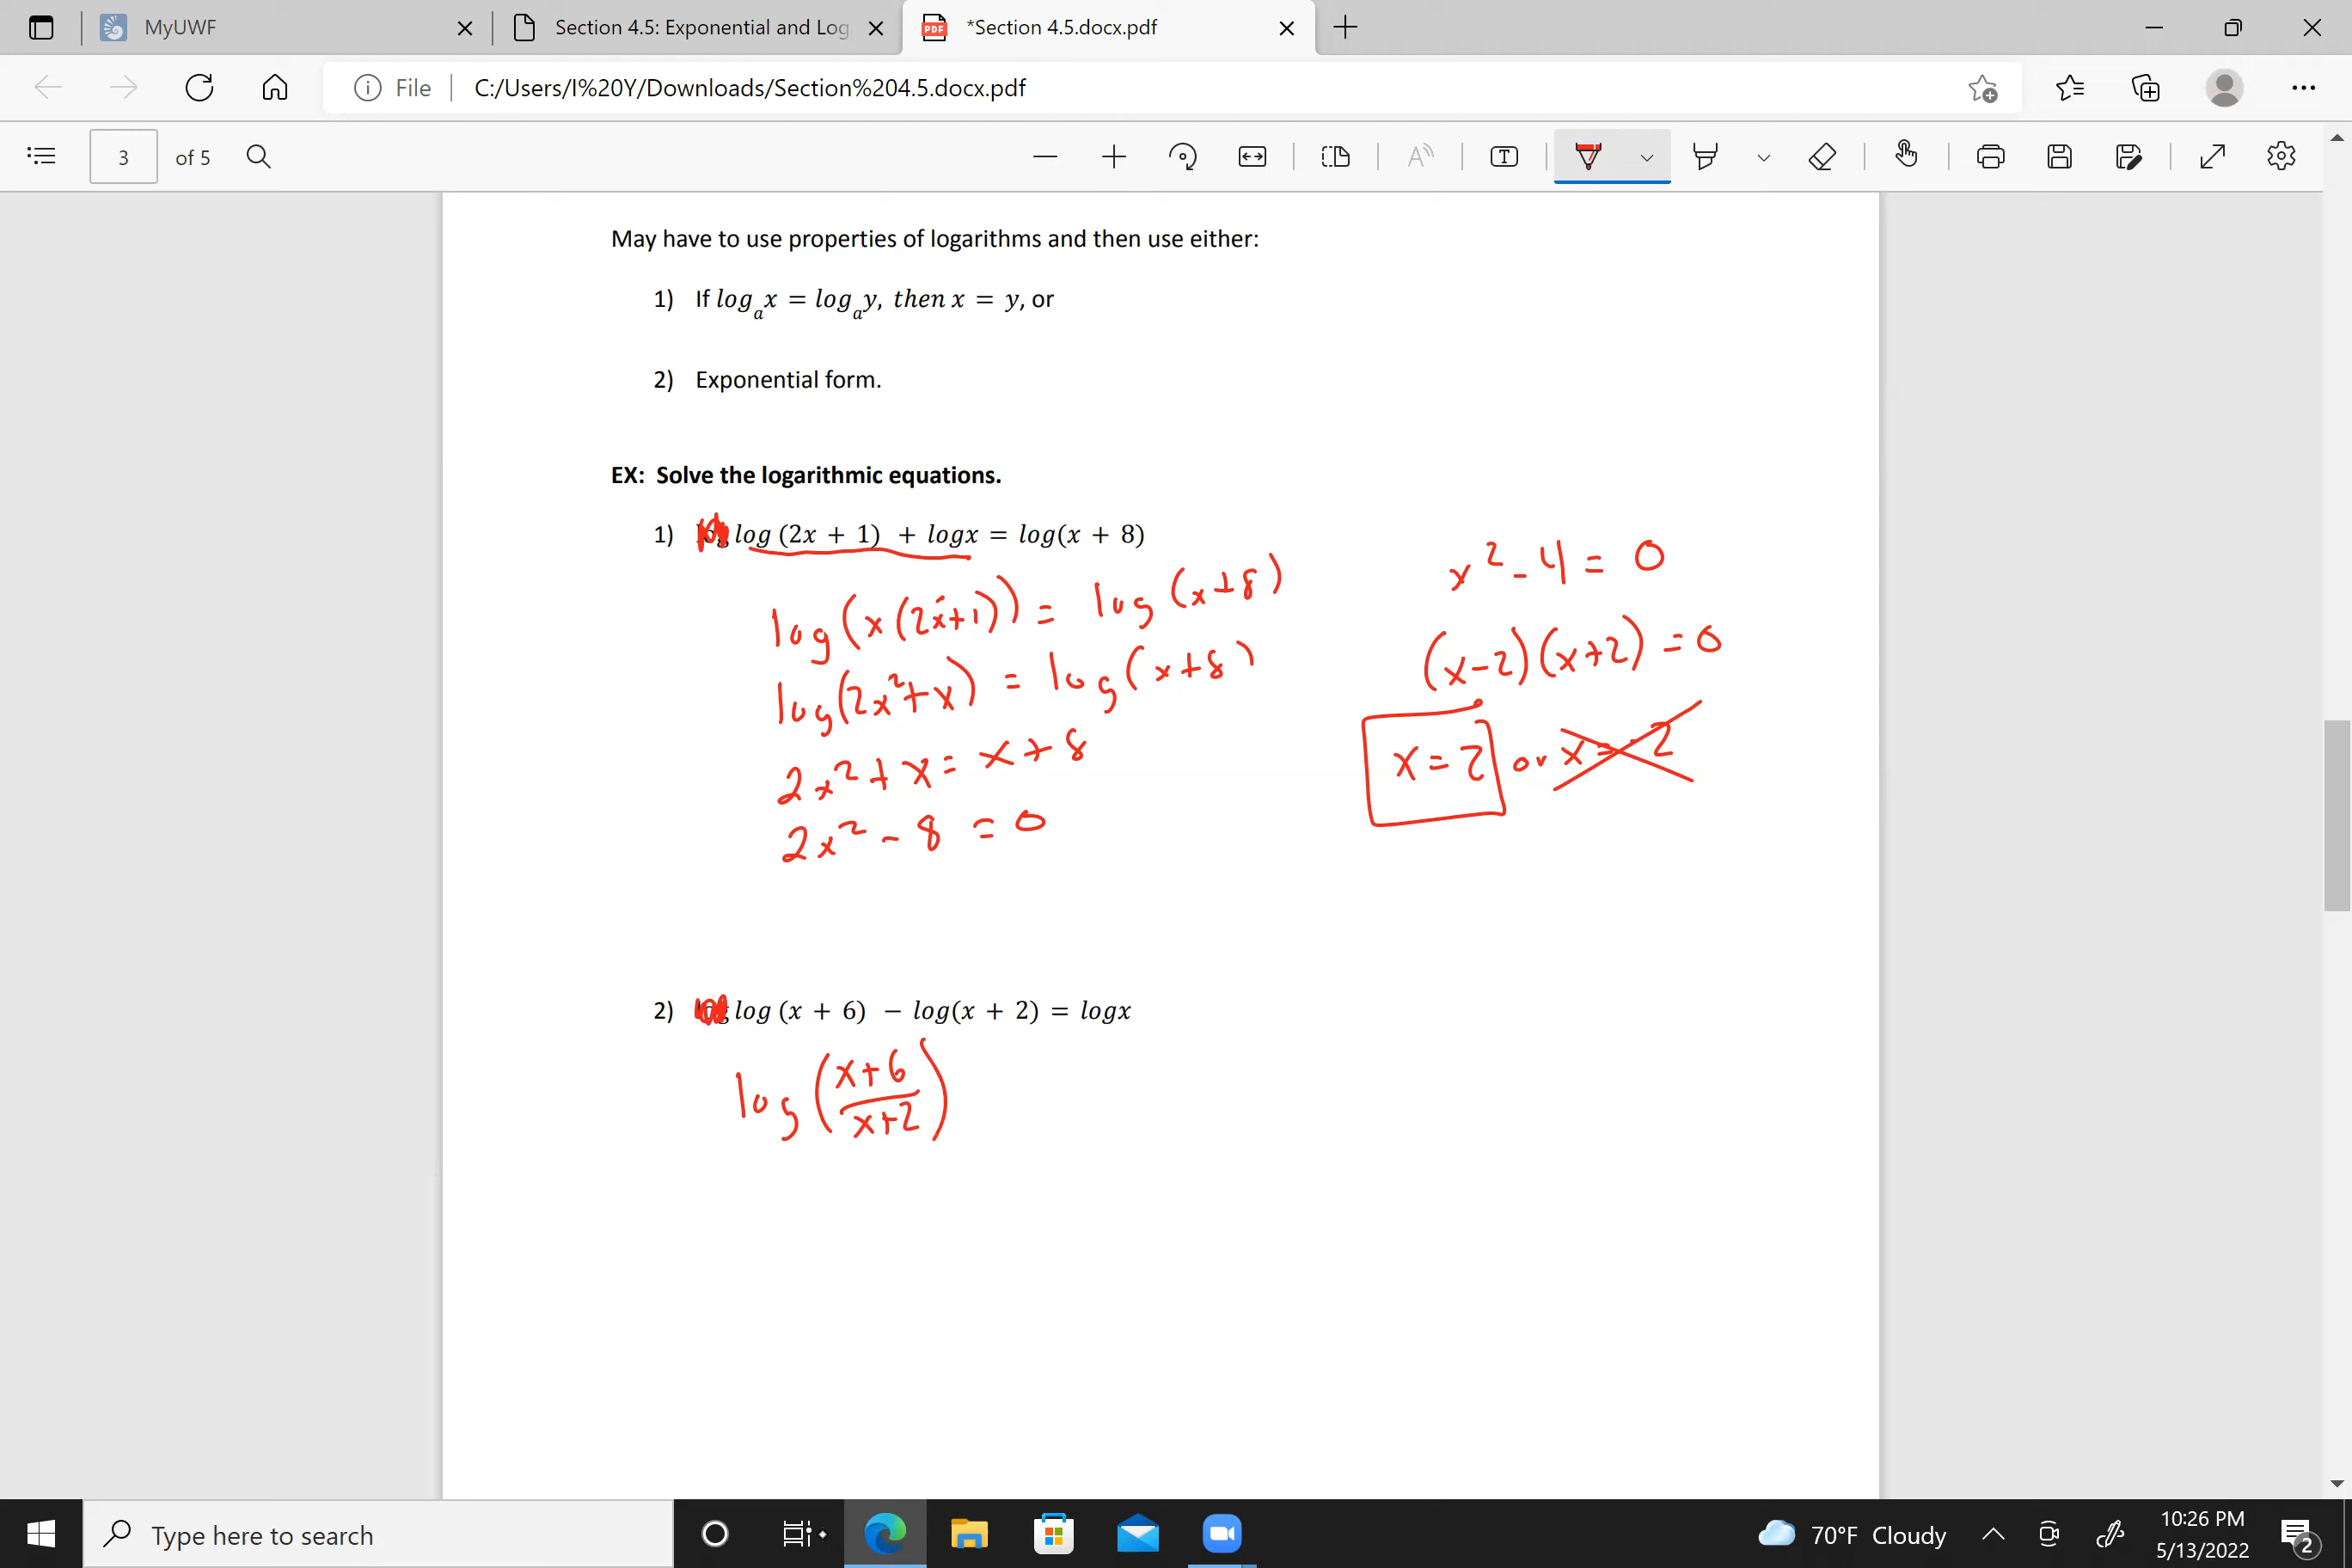 MyUWF
Section 4.5: Exponential and Log
*Section 4.5.docx.pdf
File C:/Users/I%20Y/Downloads/Section%204.5.docx.pdf
3 of 5
May have to use properties of logarithms and then use either:
1) If log_a x = log_a y, then x = y, or
2) Exponential form.
EX: Solve the logarithmic equations.
1) log (2x + 1) + logx = log(x + 8)
log(x(2x+1)) = log(x+8)
log(2x²+x) = log(x+8)
2x²+x = x+8
2x² - 8 = 0
x² - 4 = 0
(x-2)(x+2) = 0
x = 2 or x = -2
2) log (x + 6) − log(x + 2) = logx
log(x+6
x+2)
Type here to search
70°F Cloudy
10:26 PM
5/13/2022
2